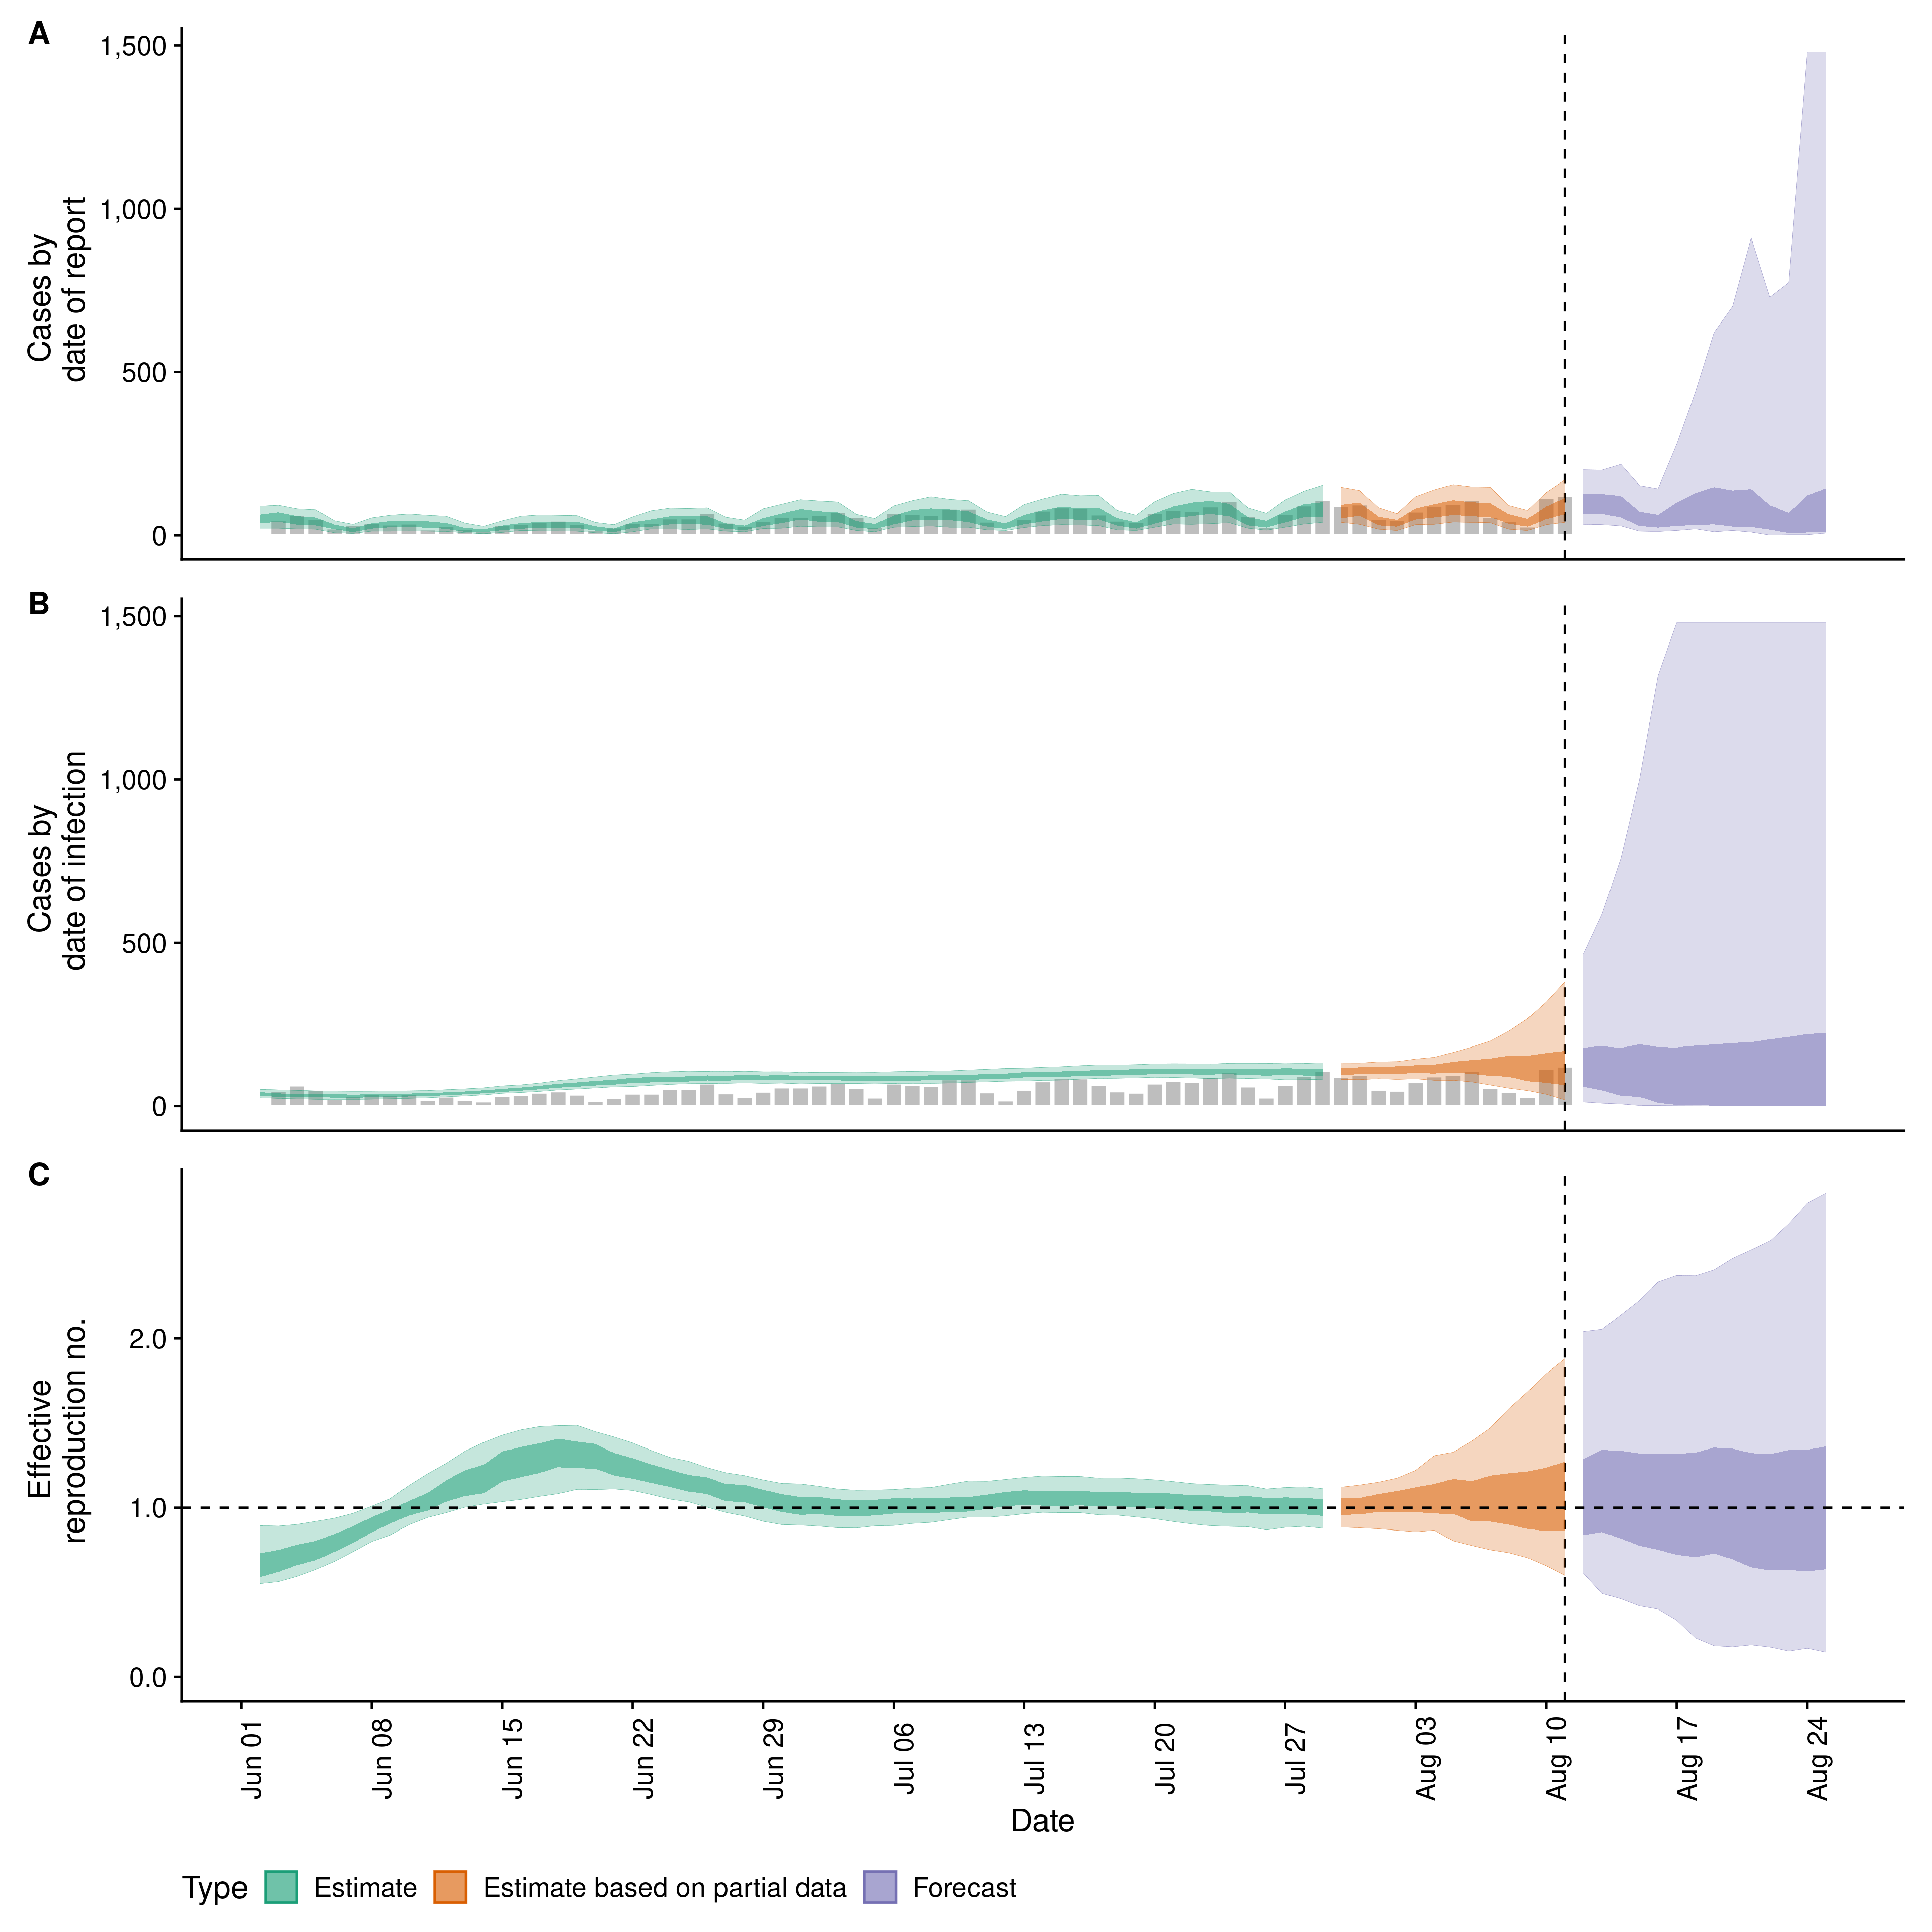 A
Cases by
date of report
1,500
1,000
500
0
B
Cases by
date of infection
1,500
1,000
500
0
C
Effective
reproduction no.
2.0
1.0
0.0
Jun 01
Jun 08
Jun 15
Jun 22
Jun 29
Jul 06
Jul 13
Jul 20
Jul 27
Aug 03
Aug 10
Aug 17
Aug 24
Date
Type
Estimate
Estimate based on partial data
Forecast